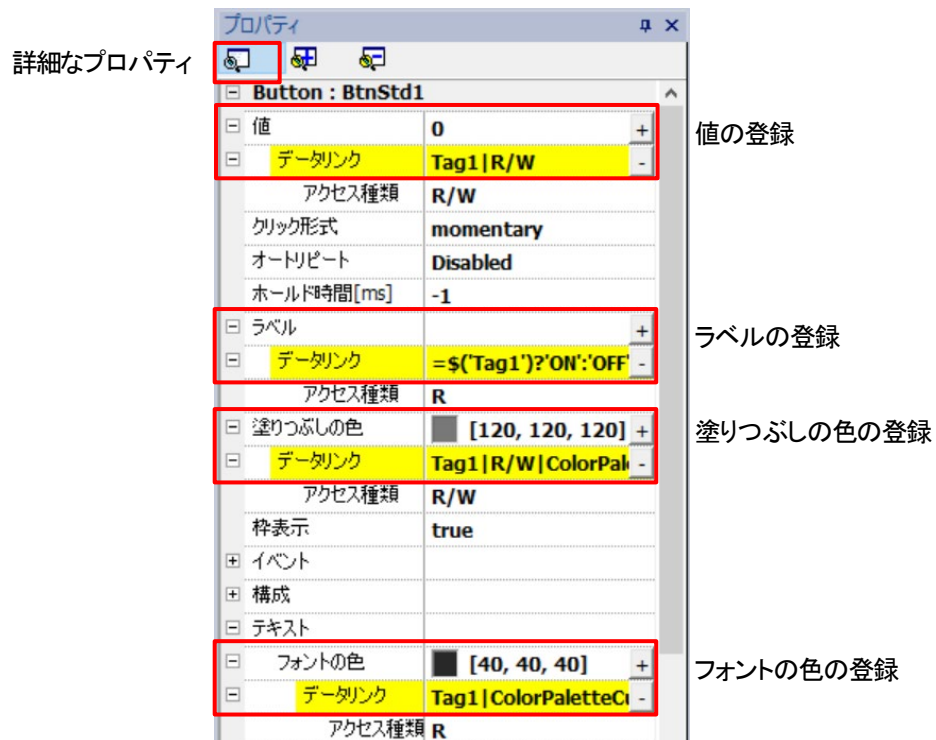 プロパティ
詳細なプロパティ
Button : BtnStd1
値 0 +
値の登録
データリンク Tag1|R/W -
アクセス種類 R/W
クリック形式 momentary
オートリピート Disabled
ホールド時間[ms] -1
ラベル +
ラベルの登録
データリンク =$('Tag1')?'ON':'OFF' -
アクセス種類 R
塗りつぶしの色 [120, 120, 120] +
塗りつぶしの色の登録
データリンク Tag1|R/W|ColorPal -
アクセス種類 R/W
枠表示 true
イベント
構成
テキスト
フォントの色 [40, 40, 40] +
フォントの色の登録
データリンク Tag1|ColorPaletteCu -
アクセス種類 R